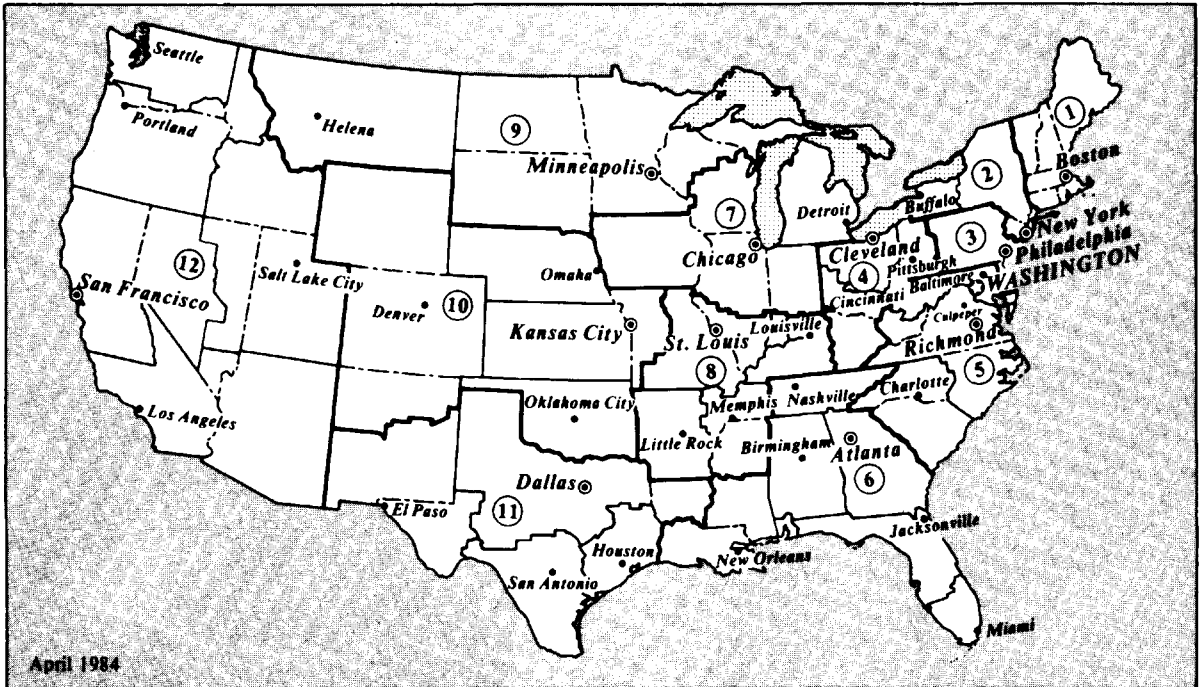 Seattle
Portland
Helena
9
Minneapolis
1
Boston
2
Buffalo
New York
Philadelphia
3
WASHINGTON
Detroit
7
Chicago
Cleveland
4
Pittsburgh
Baltimore
Cincinnati
Culpeper
Richmond
5
12
San Francisco
Salt Lake City
Omaha
Denver
10
Kansas City
St. Louis
Louisville
8
Los Angeles
Oklahoma City
Memphis
Nashville
Charlotte
Little Rock
Birmingham
Atlanta
6
Dallas
El Paso
11
Houston
San Antonio
New Orleans
Jacksonville
Miami
April 1984